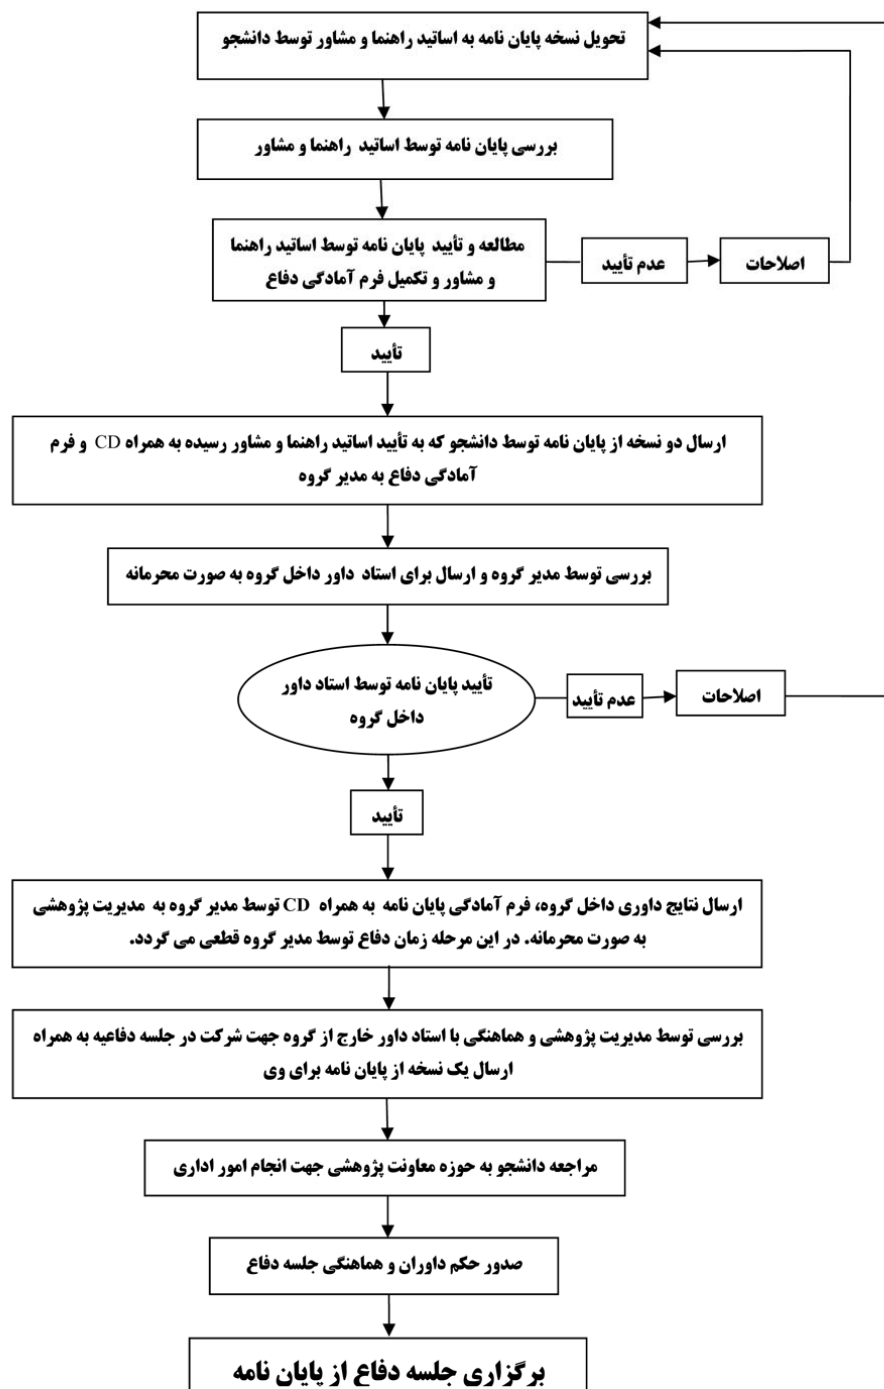 تحویل نسخه پایان نامه به اساتید راهنما و مشاور توسط دانشجو
بررسی پایان نامه توسط اساتید راهنما و مشاور
مطالعه و تأیید پایان نامه توسط اساتید راهنما
و مشاور و تکمیل فرم آمادگی دفاع
عدم تأیید
اصلاحات
تأیید
ارسال دو نسخه از پایان نامه توسط دانشجو که به تأیید اساتید راهنما و مشاور رسیده به همراه CD و فرم
آمادگی دفاع به مدیر گروه
بررسی توسط مدیر گروه و ارسال برای استاد داور داخل گروه به صورت محرمانه
تأیید پایان نامه توسط استاد داور
داخل گروه
عدم تأیید
اصلاحات
تأیید
ارسال نتایج داوری داخل گروه، فرم آمادگی پایان نامه به همراه CD توسط مدیر گروه به مدیریت پژوهشی
به صورت محرمانه. در این مرحله زمان دفاع توسط مدیر گروه قطعی می گردد.
بررسی توسط مدیریت پژوهشی و هماهنگی با استاد داور خارج از گروه جهت شرکت در جلسه دفاعیه به همراه
ارسال یک نسخه از پایان نامه برای وی
مراجعه دانشجو به حوزه معاونت پژوهشی جهت انجام امور اداری
صدور حکم داوران و هماهنگی جلسه دفاع
برگزاری جلسه دفاع از پایان نامه